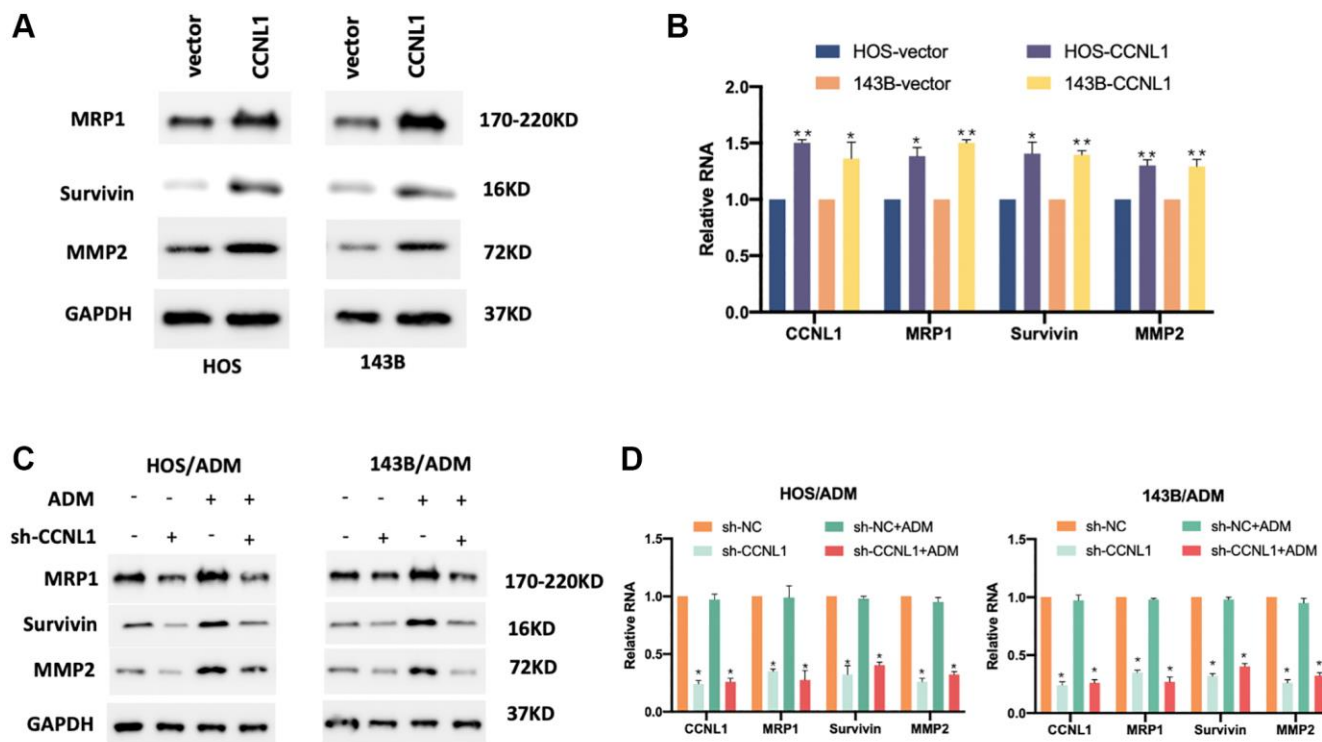 A
vector CCNL1 vector CCNL1
MRP1 170-220KD
Survivin 16KD
MMP2 72KD
GAPDH 37KD
HOS 143B
B
HOS-vector HOS-CCNL1
143B-vector 143B-CCNL1
Relative RNA
2.0
1.5
1.0
0.5
0.0
** * * ** * ** ** **
CCNL1 MRP1 Survivin MMP2
C
HOS/ADM 143B/ADM
ADM - - + + - - + +
sh-CCNL1 - + - + - + - +
MRP1 170-220KD
Survivin 16KD
MMP2 72KD
GAPDH 37KD
D
HOS/ADM
sh-NC sh-NC+ADM
sh-CCNL1 sh-CCNL1+ADM
Relative RNA
1.5
1.0
0.5
0.0
* * * * * * * *
CCNL1 MRP1 Survivin MMP2
143B/ADM
sh-NC sh-NC+ADM
sh-CCNL1 sh-CCNL1+ADM
Relative RNA
1.5
1.0
0.5
0.0
* * * * * * * *
CCNL1 MRP1 Survivin MMP2